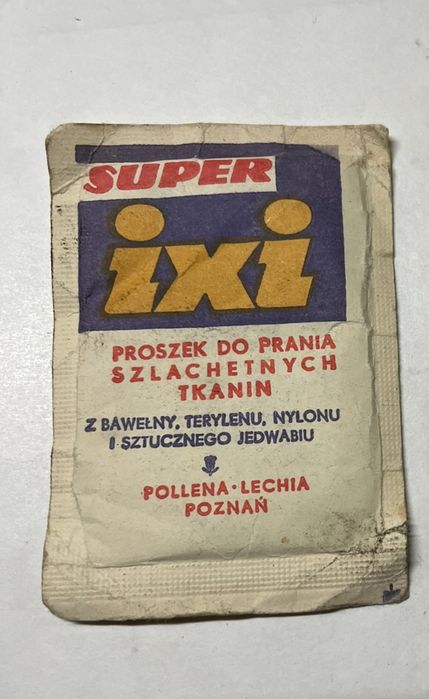 SUPER
ixi
PROSZEK DO PRANIA
SZLACHETNYCH
TKANIN
Z BAWEŁNY, TERYLENU, NYLONU
I SZTUCZNEGO JEDWABIU
POLLENA · LECHIA
POZNAŃ